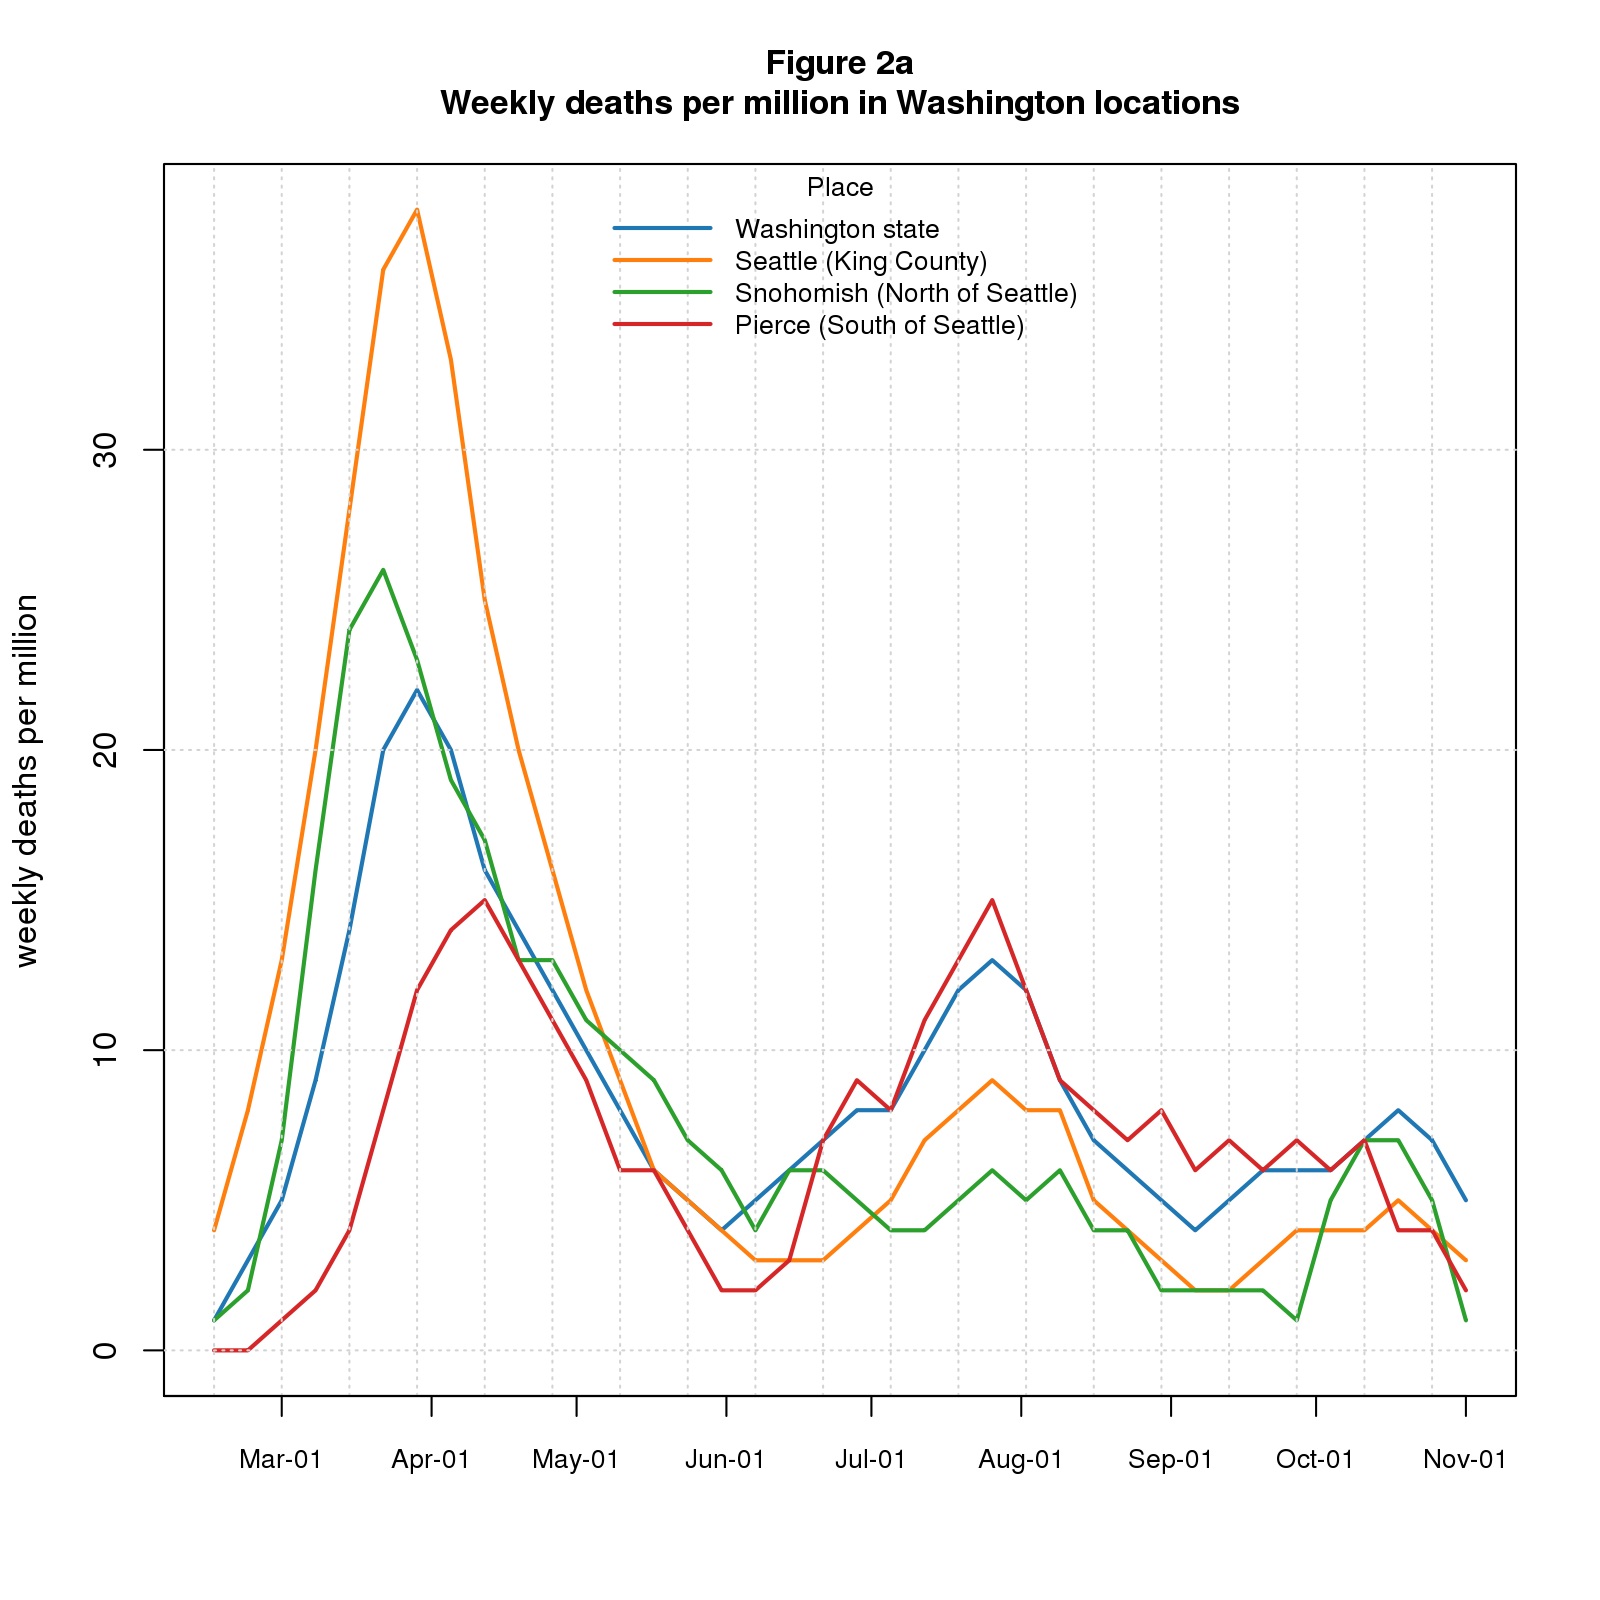 Figure 2a
Weekly deaths per million in Washington locations
Place
Washington state
Seattle (King County)
Snohomish (North of Seattle)
Pierce (South of Seattle)
weekly deaths per million
30
20
10
0
Mar-01 Apr-01 May-01 Jun-01 Jul-01 Aug-01 Sep-01 Oct-01 Nov-01